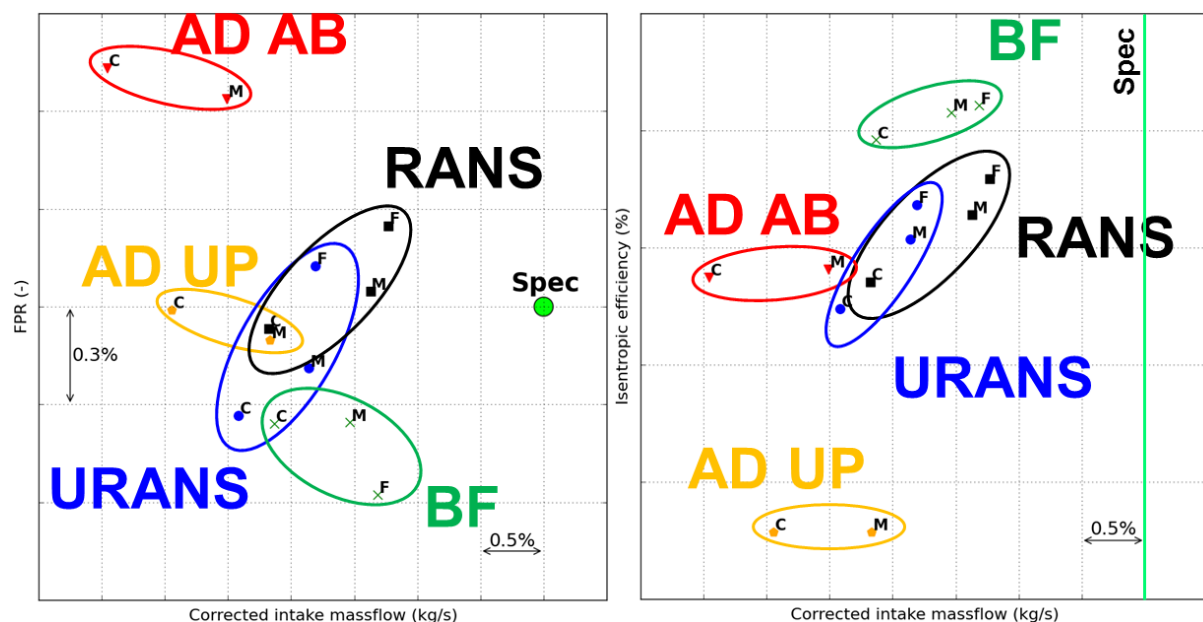 AD AB
C
M
RANS
F
AD UP
F
Spec
C
M
C
M
FPR (-)
0.3%
M
C
C
M
URANS
F
BF
0.5%
Corrected intake massflow (kg/s)
BF
Spec
M
F
C
F
AD AB
F
M
RANS
M
C
M
C
C
Isentropic efficiency (%)
URANS
AD UP
C
M
0.5%
Corrected intake massflow (kg/s)